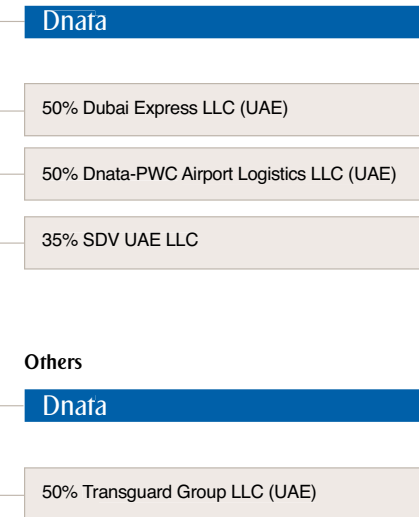 Dnata
50% Dubai Express LLC (UAE)
50% Dnata-PWC Airport Logistics LLC (UAE)
35% SDV UAE LLC
Others
Dnata
50% Transguard Group LLC (UAE)